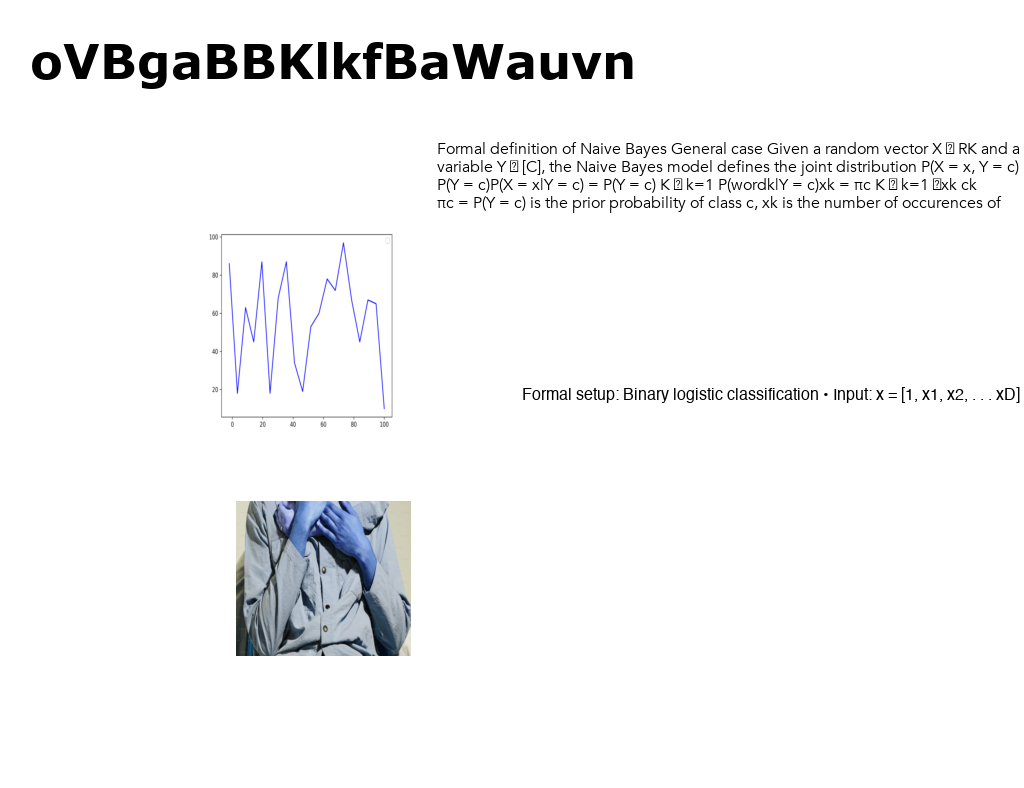 oVBgaBBKlkfBaWauvn
Formal definition of Naive Bayes General case Given a random vector X � RK and a
variable Y � [C], the Naive Bayes model defines the joint distribution P(X = x, Y = c)
P(Y = c)P(X = x|Y = c) = P(Y = c) K � k=1 P(wordk|Y = c)xk = πc K � k=1 �xk ck
πc = P(Y = c) is the prior probability of class c, xk is the number of occurences of
100
80
60
40
20
0 20 40 60 80 100
Formal setup: Binary logistic classification • Input: x = [1, x1, x2, . . . xD]